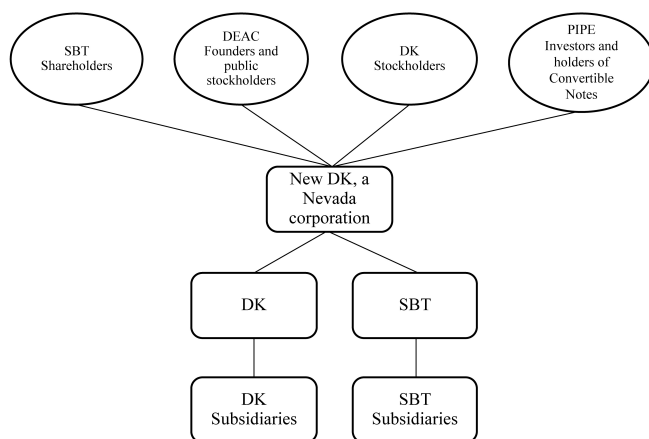 SBT
Shareholders
DEAC
Founders and
public
stockholders
DK
Stockholders
PIPE
Investors and
holders of
Convertible
Notes
New DK, a
Nevada
corporation
DK
SBT
DK
Subsidiaries
SBT
Subsidiaries